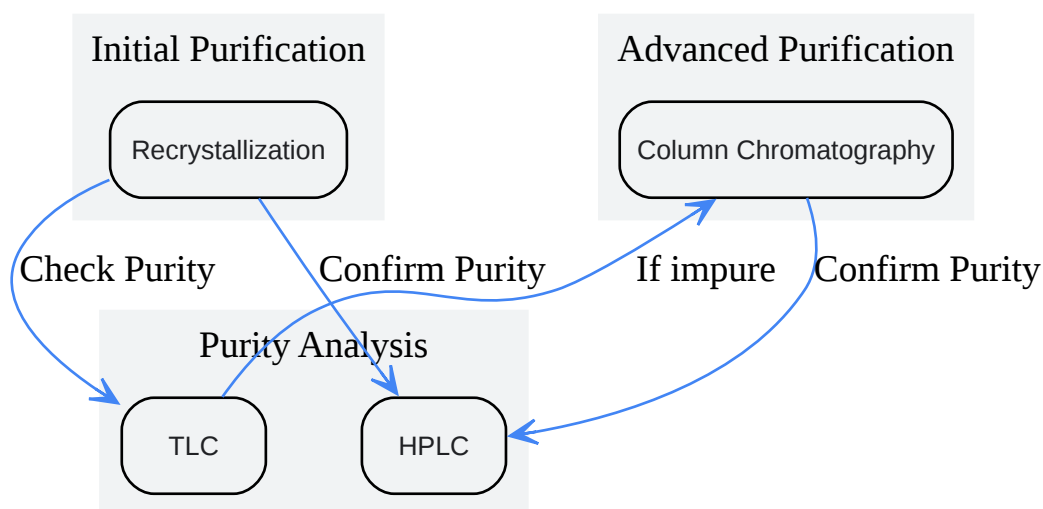 Initial Purification
Advanced Purification
Recrystallization
Column Chromatography
Check Purity
Confirm Purity
If impure
Confirm Purity
Purity Analysis
TLC
HPLC